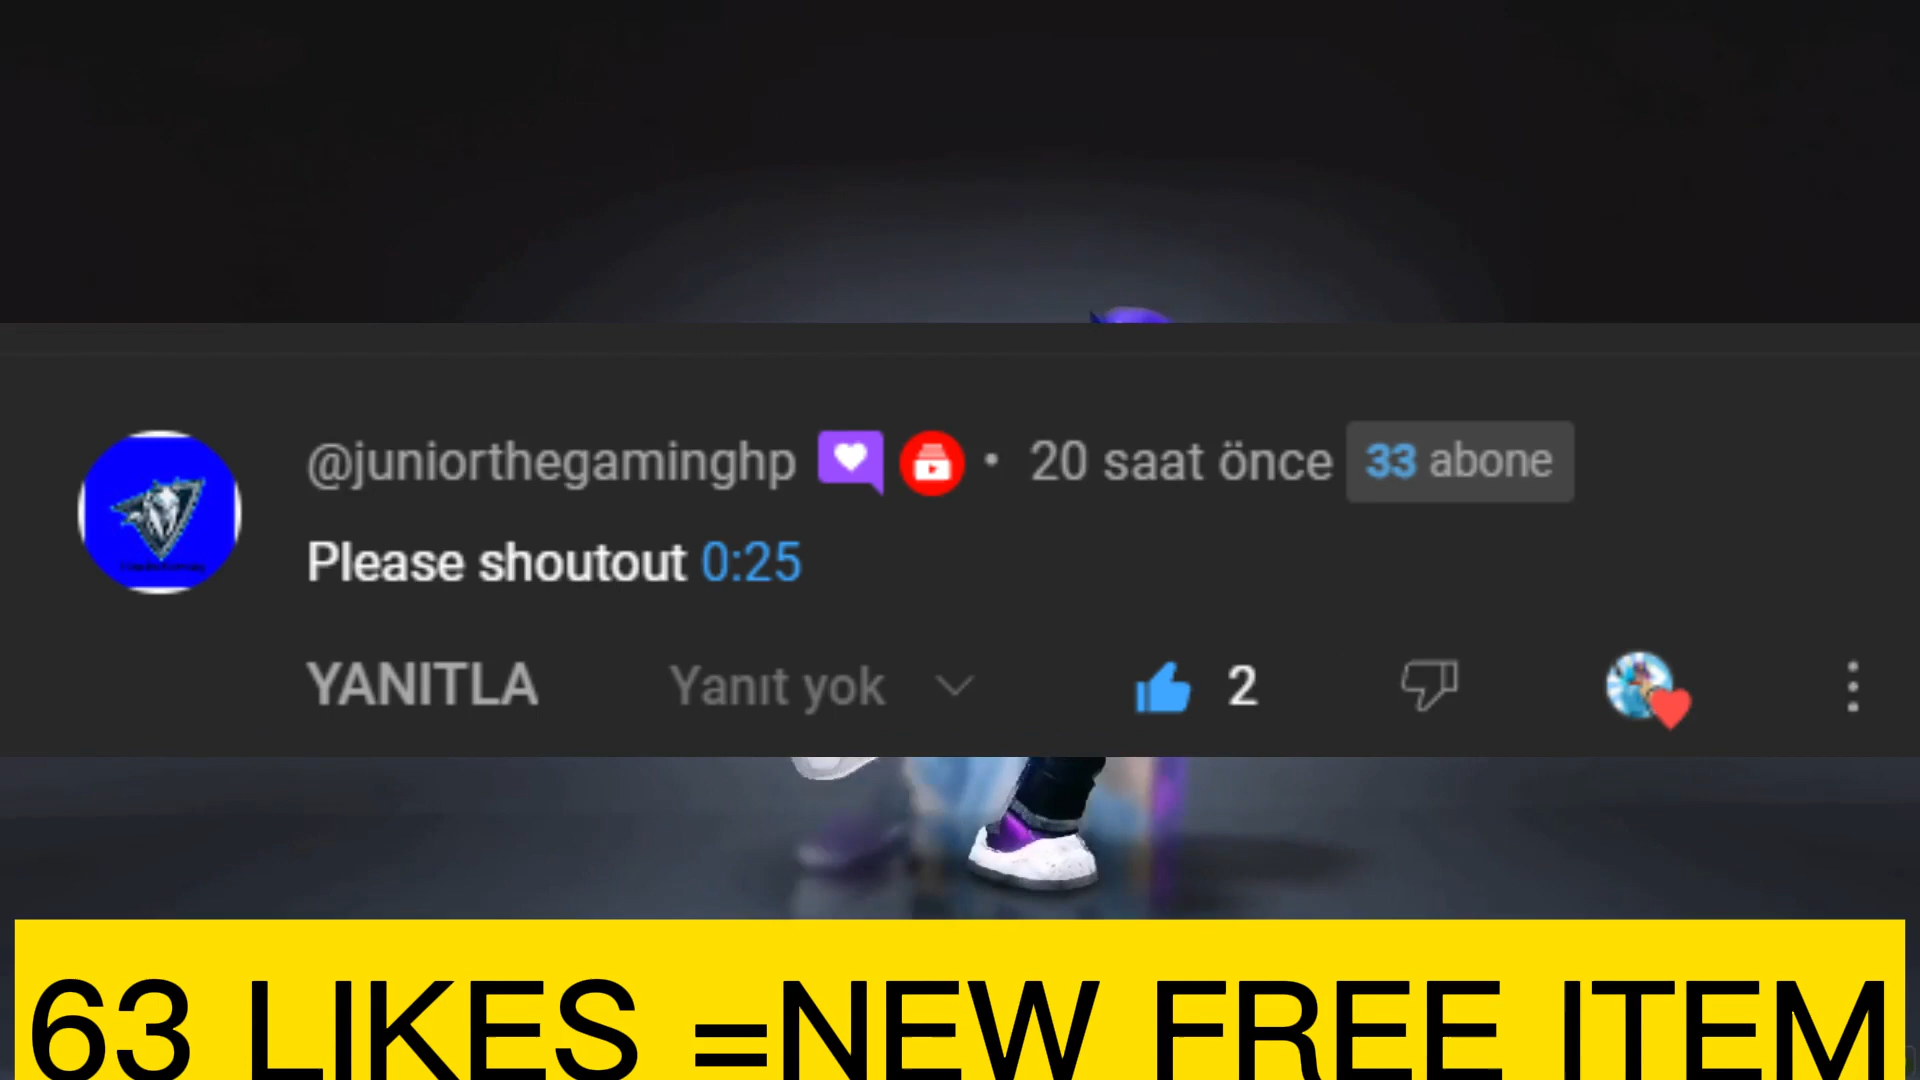 @juniorthegaminghp • 20 saat önce 33 abone
Please shoutout 0:25
YANITLA Yanıt yok 2
63 LIKES =NEW FREE ITEM